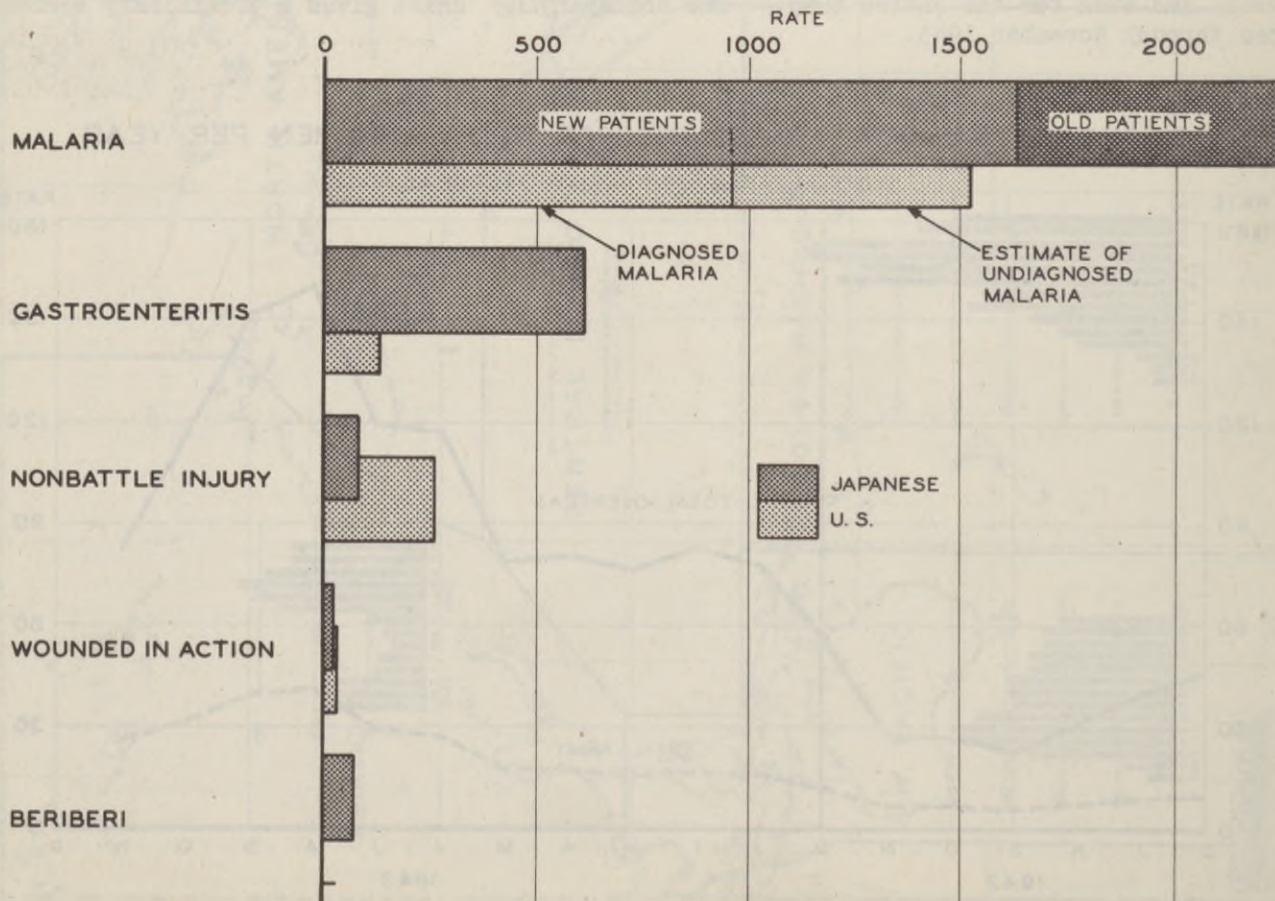 RATE
0 500 1000 1500 2000
MALARIA
NEW PATIENTS
OLD PATIENTS
DIAGNOSED
MALARIA
ESTIMATE OF
UNDIAGNOSED
MALARIA
GASTROENTERITIS
NONBATTLE INJURY
JAPANESE
U. S.
WOUNDED IN ACTION
BERIBERI